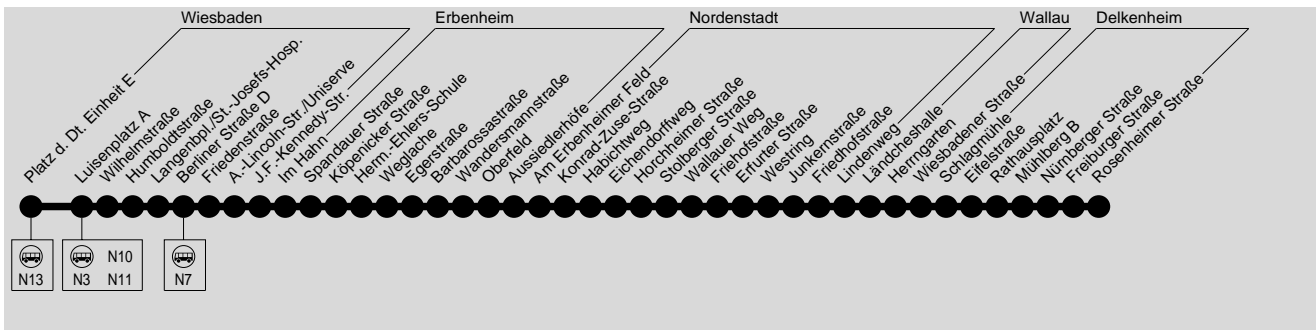 Wiesbaden
Erbenheim
Nordenstadt
Wallau
Delkenheim
Platz d. Dt. Einheit E
Luisenplatz A
Wilhelmstraße
Humboldtstraße
Langenbpl./St.-Josefs-Hosp.
Berliner Straße D
Friedenstraße
A.-Lincoln-Str./Uniserve
J.F.-Kennedy-Str.
Im Hahn
Spandauer Straße
Köpenicker Straße
Herm.-Ehlers-Schule
Weglache
Egerstraße
Barbarossastraße
Wandersmannstraße
Oberfeld
Aussiedlerhöfe
Am Erbenheimer Feld
Konrad-Zuse-Straße
Habichtweg
Eichendorffweg
Horchheimer Straße
Stolberger Straße
Wallauer Weg
Friehofstraße
Erfurter Straße
Westring
Junkernstraße
Friedhofstraße
Lindenweg
Ländcheshalle
Herrngarten
Wiesbadener Straße
Schlagmühle
Eifelstraße
Rathausplatz
Mühlberg B
Nürnberger Straße
Freiburger Straße
Rosenheimer Straße
N13
N3 N10
N11
N7